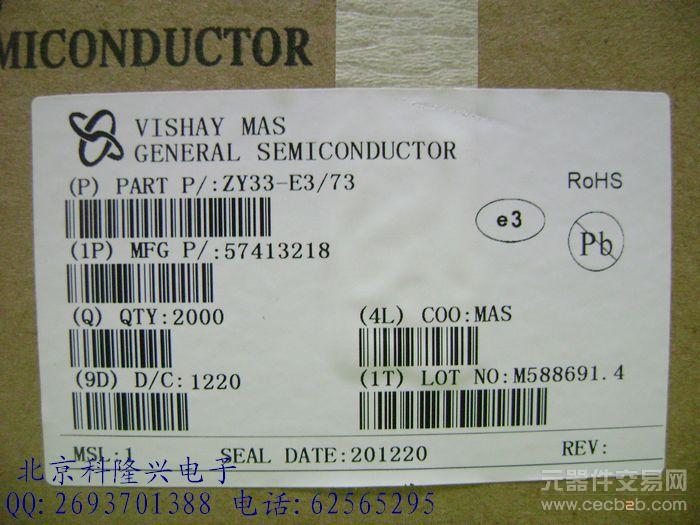 MICONDUCTOR
VISHAY MAS
GENERAL SEMICONDUCTOR
(P) PART P/:ZY33-E3/73
RoHS
e3
Pb
(1P) MFG P/:57413218
(Q) QTY:2000
(4L) COO:MAS
(9D) D/C:1220
(1T) LOT NO:M588691.4
MSL:1 SEAL DATE:201220 REV:
北京科隆兴电子
QQ:2693701388 电话:62565295
元器件交易网
www.cecb2b.com